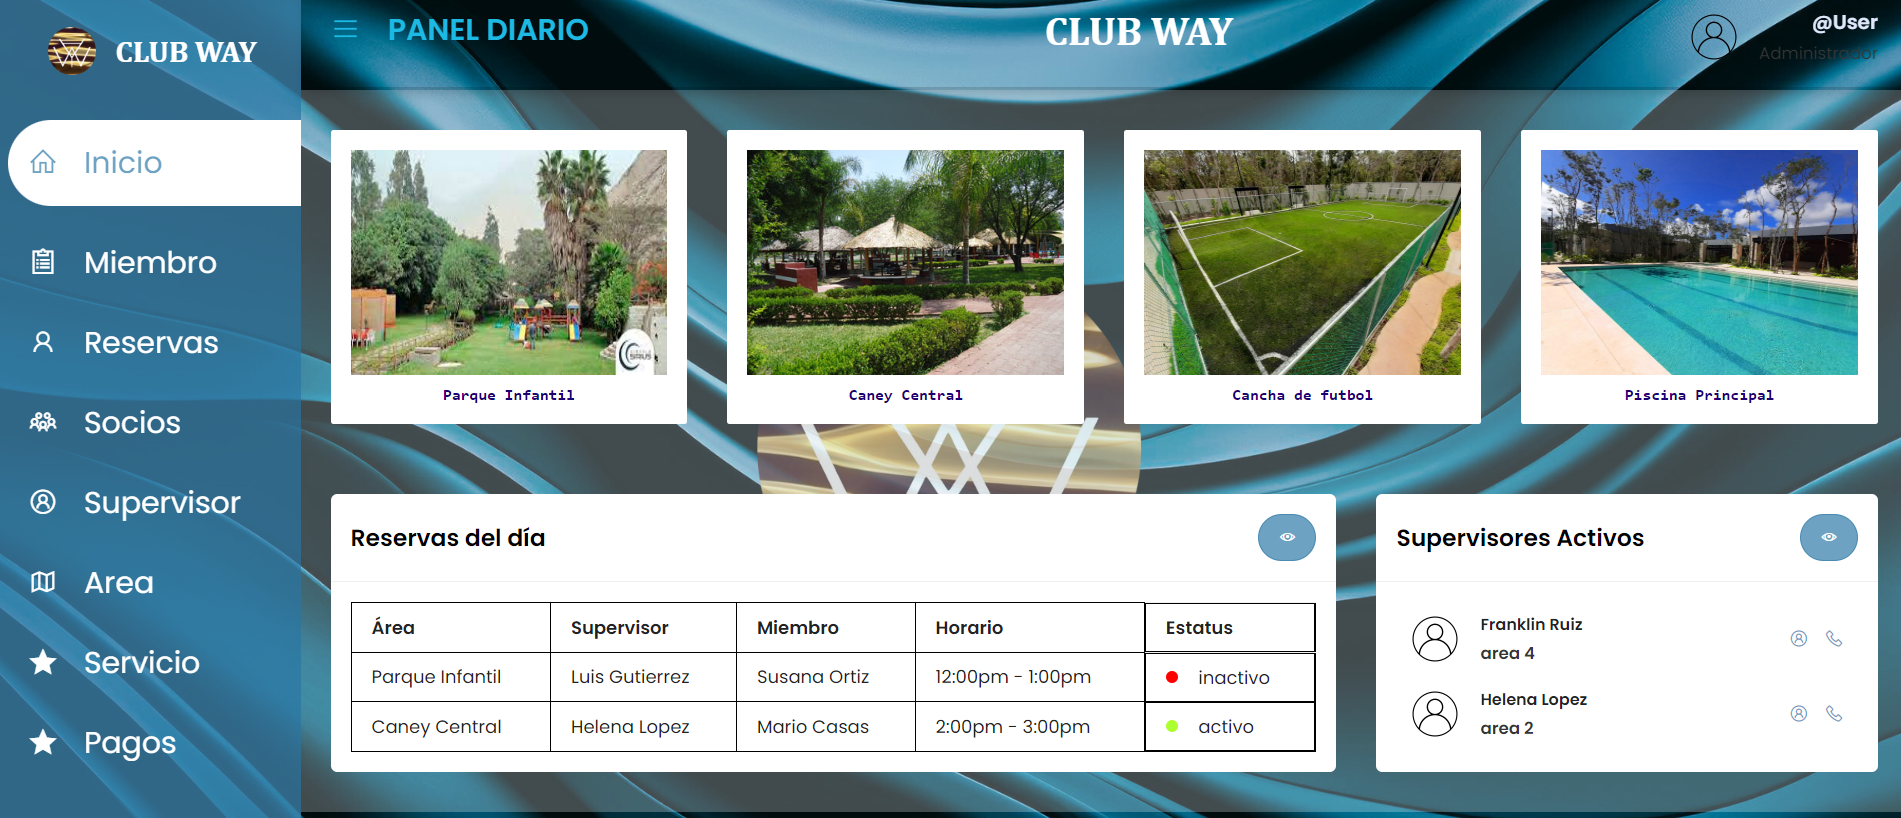 CLUB WAY
Inicio
Miembro
Reservas
Socios
Supervisor
Area
Servicio
Pagos
PANEL DIARIO
CLUB WAY
@User
Administrador
Parque Infantil
Caney Central
Cancha de futbol
Piscina Principal
Reservas del día
Área Supervisor Miembro Horario Estatus
Parque Infantil Luis Gutierrez Susana Ortiz 12:00pm - 1:00pm inactivo
Caney Central Helena Lopez Mario Casas 2:00pm - 3:00pm activo
Supervisores Activos
Franklin Ruiz
area 4
Helena Lopez
area 2